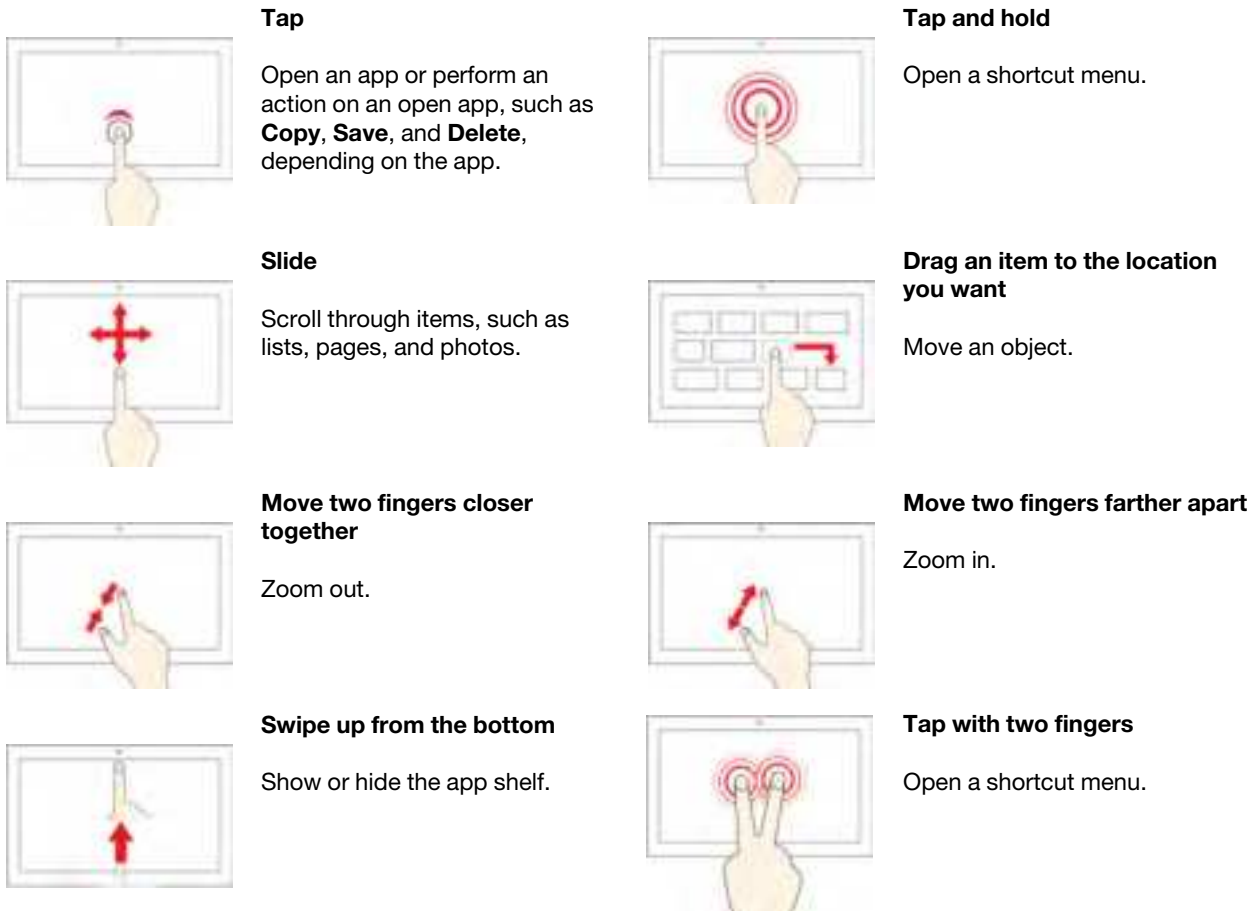 Tap
Open an app or perform an
action on an open app, such as
Copy, Save, and Delete,
depending on the app.
Tap and hold
Open a shortcut menu.
Slide
Scroll through items, such as
lists, pages, and photos.
Drag an item to the location
you want
Move an object.
Move two fingers closer
together
Zoom out.
Move two fingers farther apart
Zoom in.
Swipe up from the bottom
Show or hide the app shelf.
Tap with two fingers
Open a shortcut menu.